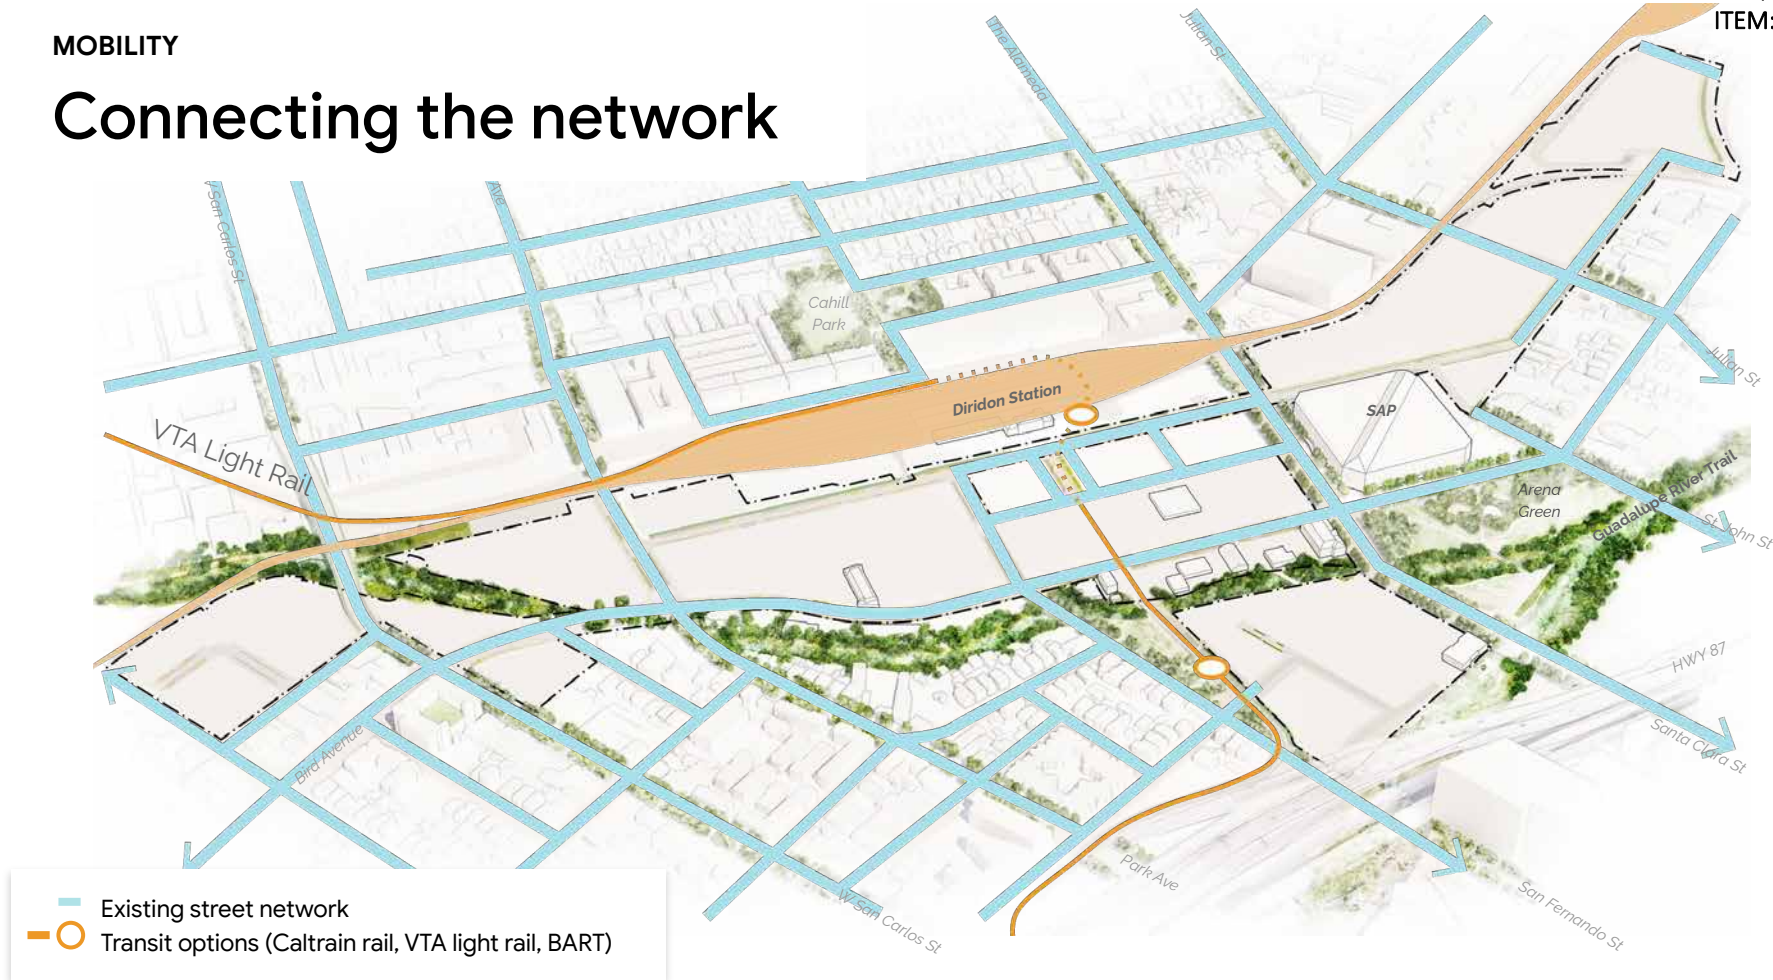 ITEM:
MOBILITY
Connecting the network
The Alameda
Julian St
San Carlos St
Ave
Cahill
Park
Diridon Station
SAP
Julian St
VTA Light Rail
Arena
Green
Guadalupe River Trail
St John St
HWY 87
Santa Clara St
Bird Avenue
Park Ave
W San Carlos St
San Fernando St
Existing street network
Transit options (Caltrain rail, VTA light rail, BART)